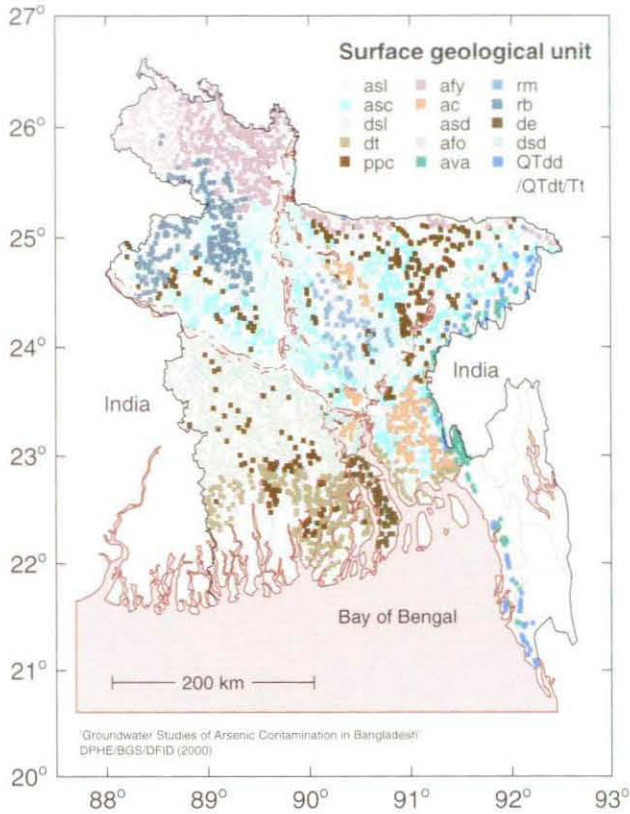 27°
26°
25°
24°
23°
22°
21°
20°
Surface geological unit
asl afy rm
asc ac rb
dsl asd de
dt afo dsd
ppc ava QTdd
/QTdt/Tt
India
India
Bay of Bengal
200 km
'Groundwater Studies of Arsenic Contamination in Bangladesh'
DPHE/BGS/DFID (2000)
88° 89° 90° 91° 92° 93°